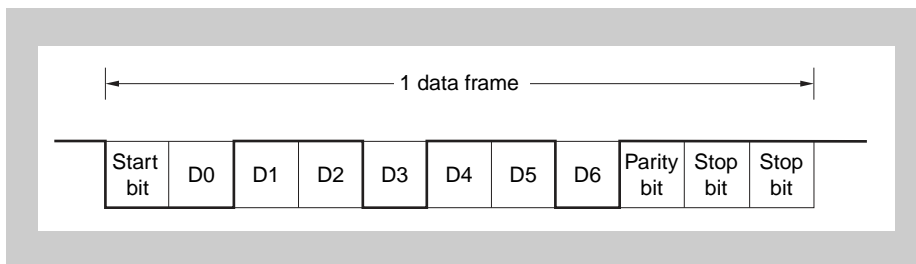 1 data frame
Start bit
D0
D1
D2
D3
D4
D5
D6
Parity bit
Stop bit
Stop bit